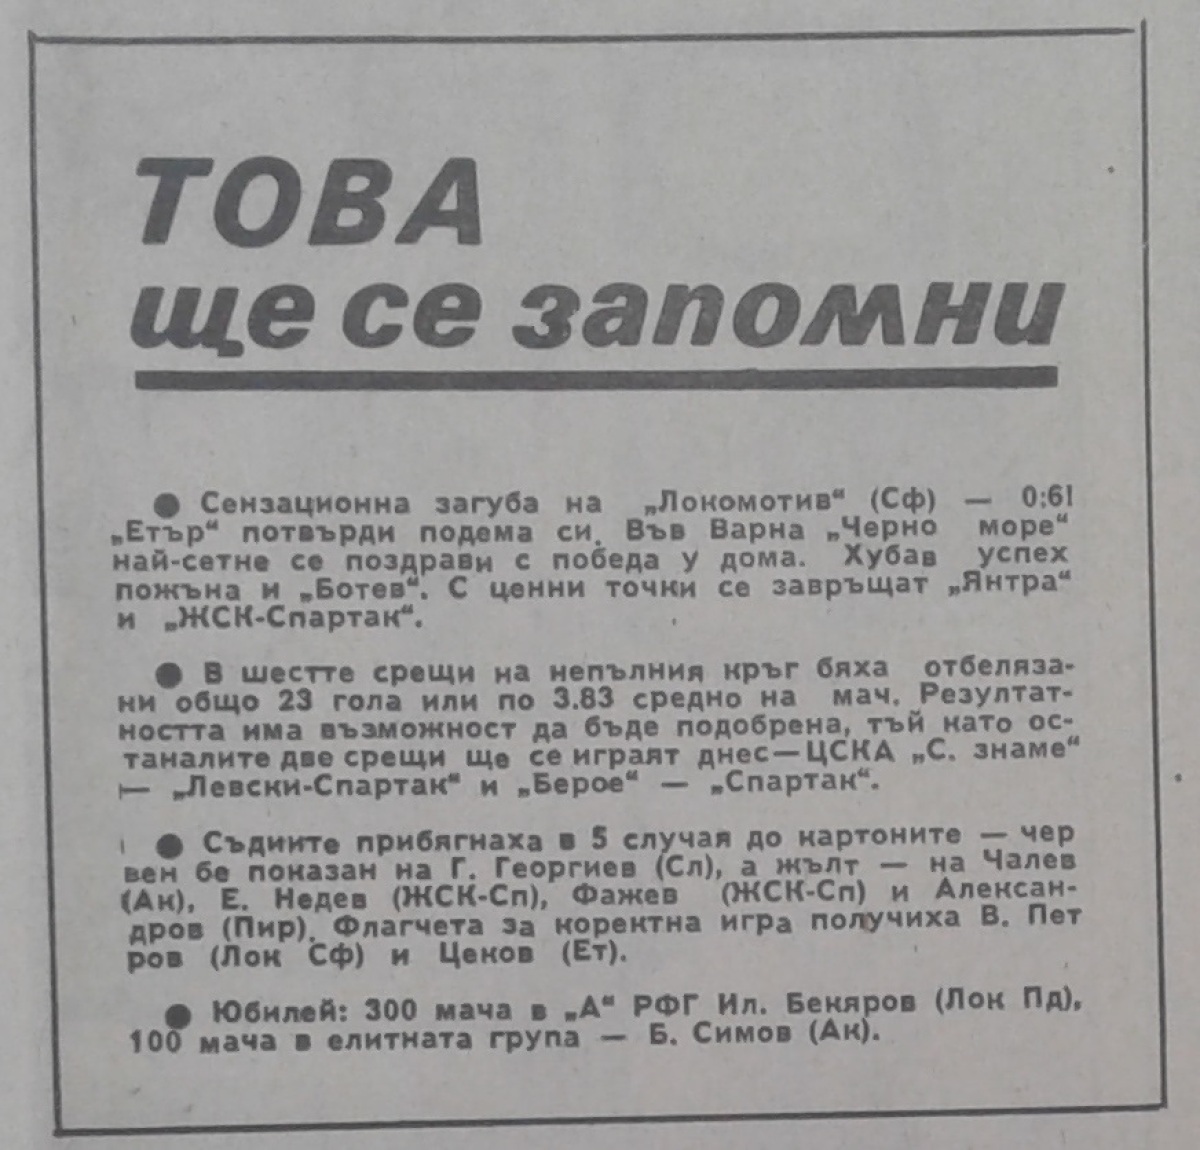 ТОВА
ще се запомни
● Сензационна загуба на „Локомотив“ (Сф) — 0:6!
„Етър“ потвърди подема си. Във Варна „Черно море“
най-сетне се поздрави с победа у дома. Хубав успех
пожъна и „Ботев“. С ценни точки се завръщат „Янтра“
и „ЖСК-Спартак“.
● В шестте срещи на непълния кръг бяха отбеляза-
ни общо 23 гола или по 3.83 средно на мач. Резултат-
ността има възможност да бъде подобрена, тъй като ос-
таналите две срещи ще се играят днес—ЦСКА „С. знаме“
— „Левски-Спартак“ и „Берое“ — „Спартак“.
● Съдиите прибягнаха в 5 случая до картоните — чер
вен бе показан на Г. Георгиев (Сл), а жълт — на Чалев
(Ак), Е. Недев (ЖСК-Сп), Фажев (ЖСК-Сп) и Алексан-
дров (Пир). Флагчета за коректна игра получиха В. Пет
ров (Лок Сф) и Цеков (Ет).
● Юбилей: 300 мача в „А“ РФГ Ил. Бекяров (Лок Пд),
100 мача в елитната група — Б. Симов (Ак).